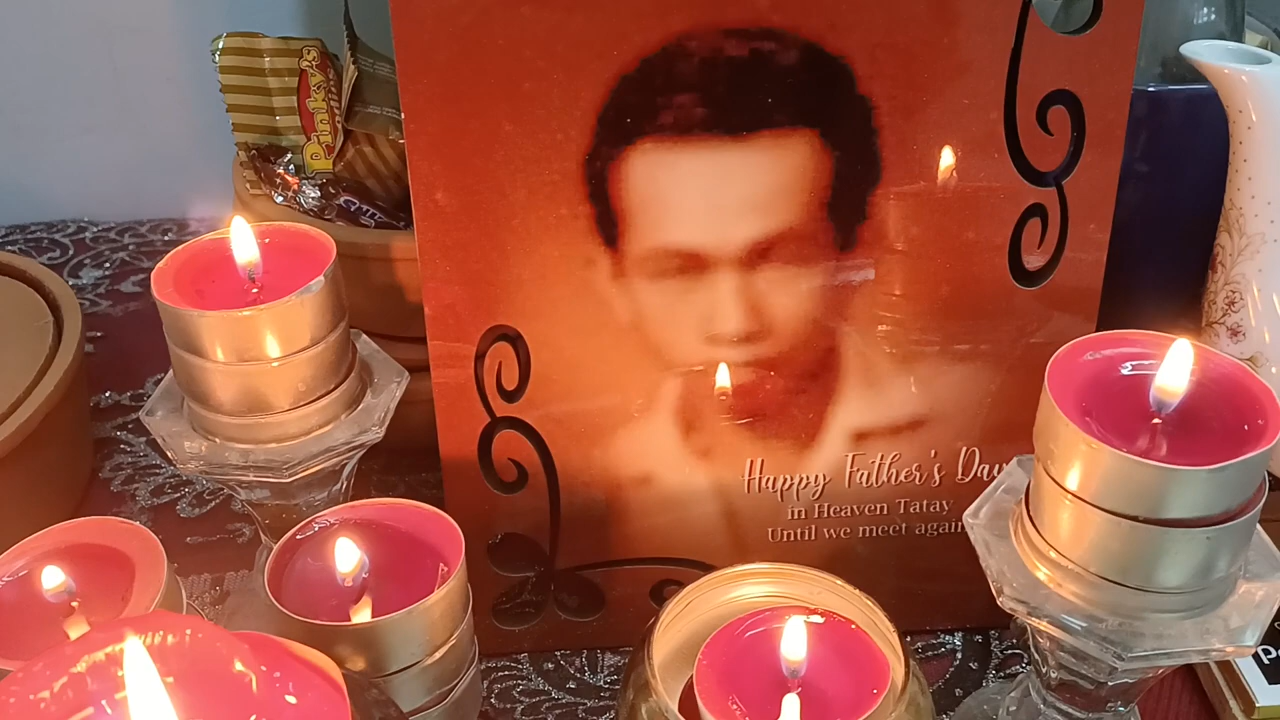 Pinky's
Happy Father's Day
in Heaven Tatay
Until we meet again